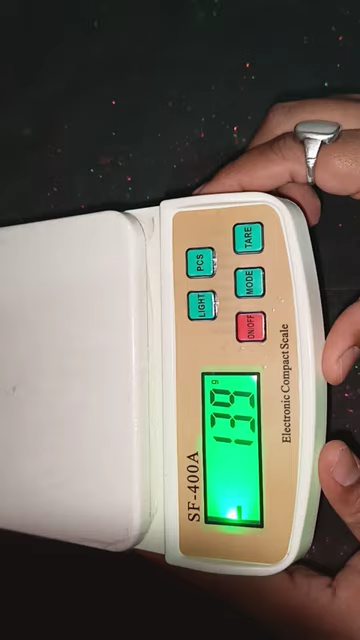 SF-400A
139 g
LIGHT PCS
ON/OFF MODE TARE
Electronic Compact Scale